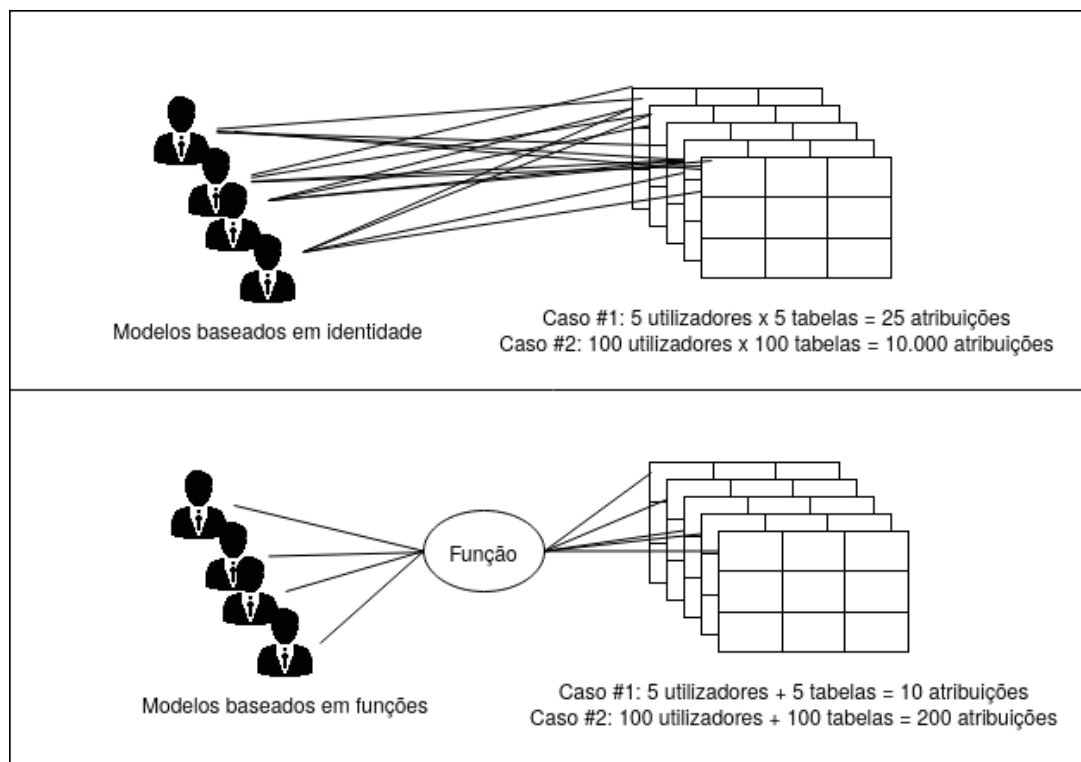 Modelos baseados em identidade
Caso #1: 5 utilizadores x 5 tabelas = 25 atribuições
Caso #2: 100 utilizadores x 100 tabelas = 10.000 atribuições
Função
Modelos baseados em funções
Caso #1: 5 utilizadores + 5 tabelas = 10 atribuições
Caso #2: 100 utilizadores + 100 tabelas = 200 atribuições